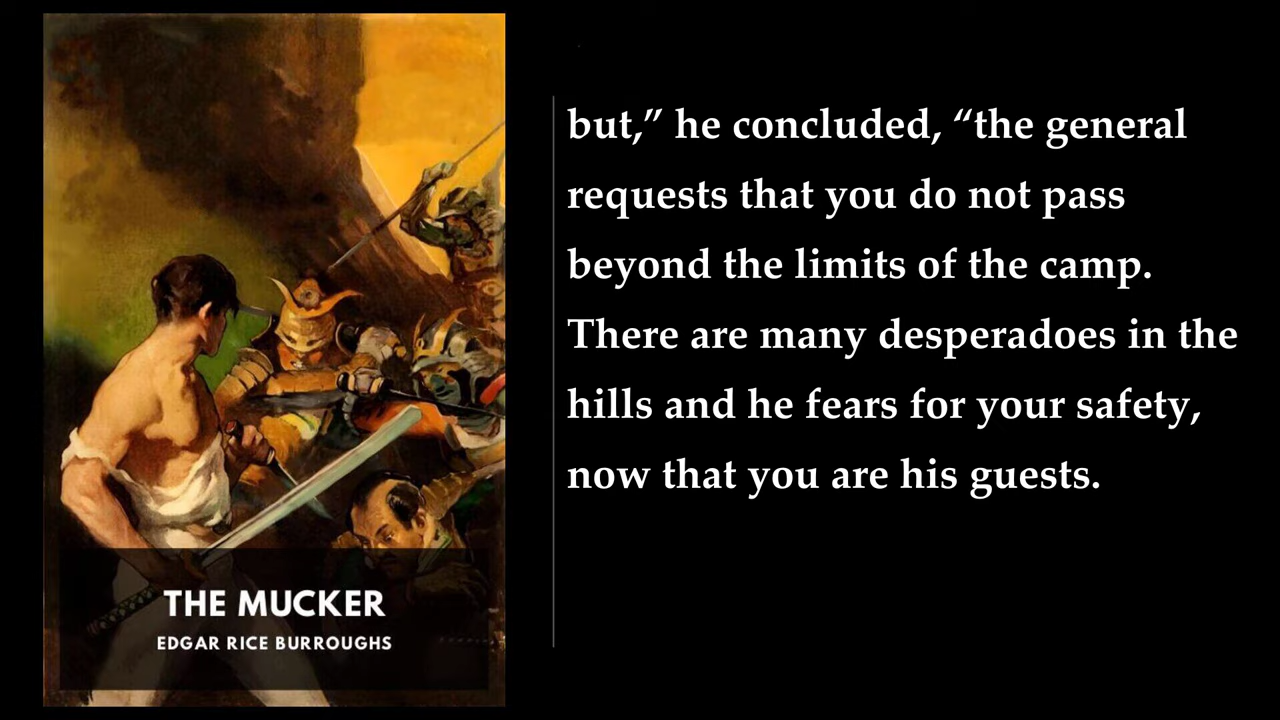 but,” he concluded, “the general
requests that you do not pass
beyond the limits of the camp.
There are many desperadoes in the
hills and he fears for your safety,
now that you are his guests.
THE MUCKER
EDGAR RICE BURROUGHS